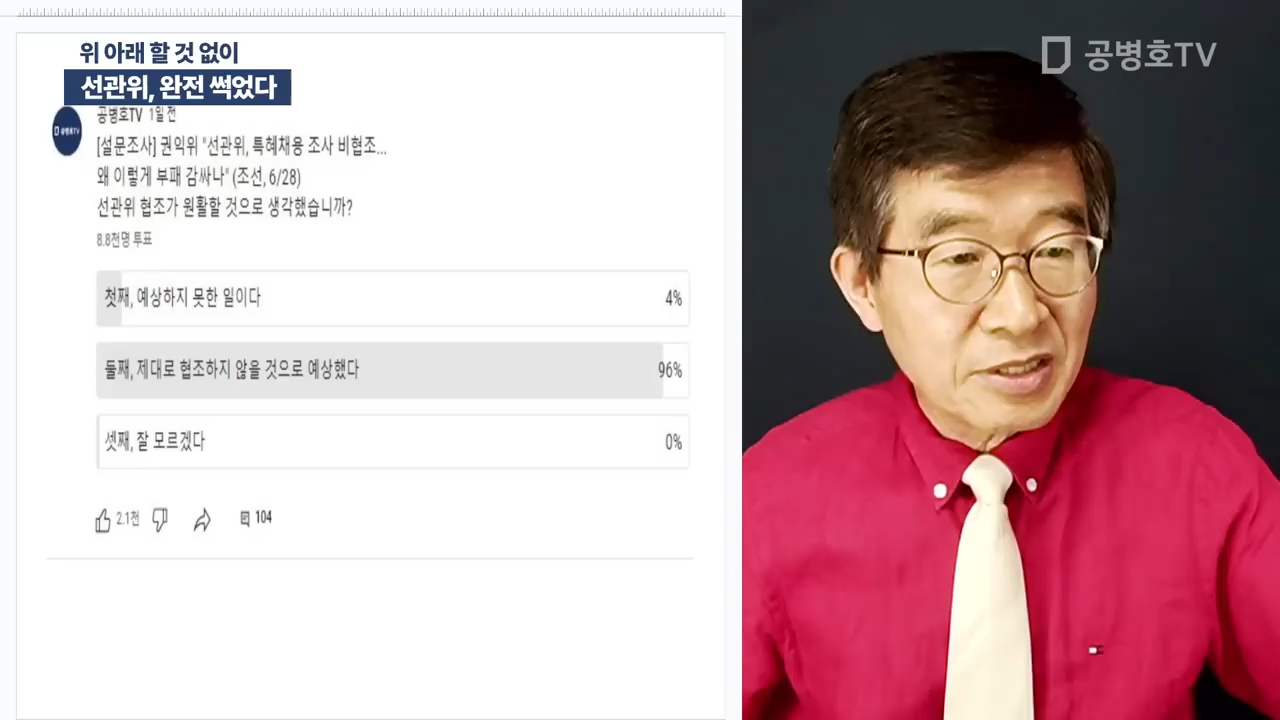 위 아래 할 것 없이
선관위, 완전 썩었다
공병호TV
공병호TV
공병호TV 1일 전
[설문조사] 권익위 "선관위, 특혜채용 조사 비협조...
왜 이렇게 부패 감싸나" (조선, 6/28)
선관위 협조가 원활할 것으로 생각했습니까?
8.8천명 투표
첫째, 예상하지 못한 일이다 4%
둘째, 제대로 협조하지 않을 것으로 예상했다 96%
셋째, 잘 모르겠다 0%
2.1천 104